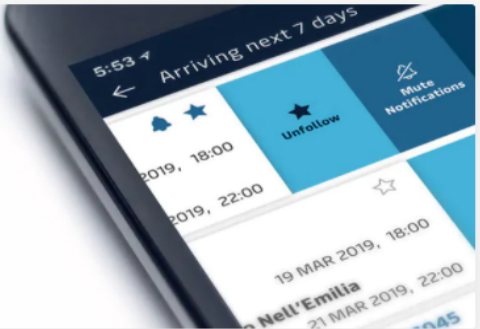 5:53
Arriving next 7 days
Unfollow
Mute
Notifications
2019, 18:00
2019, 22:00
19 MAR 2019, 18:00
Nell'Emilia
21 MAR 2019, 22:00
045